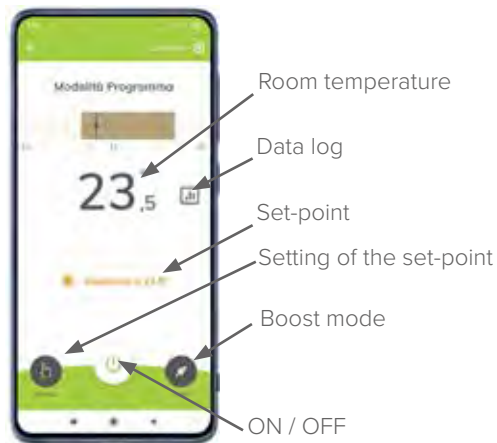 Modalità Programma
Room temperature
Data log
23,5
Set-point
Setting of the set-point
Boost mode
ON / OFF